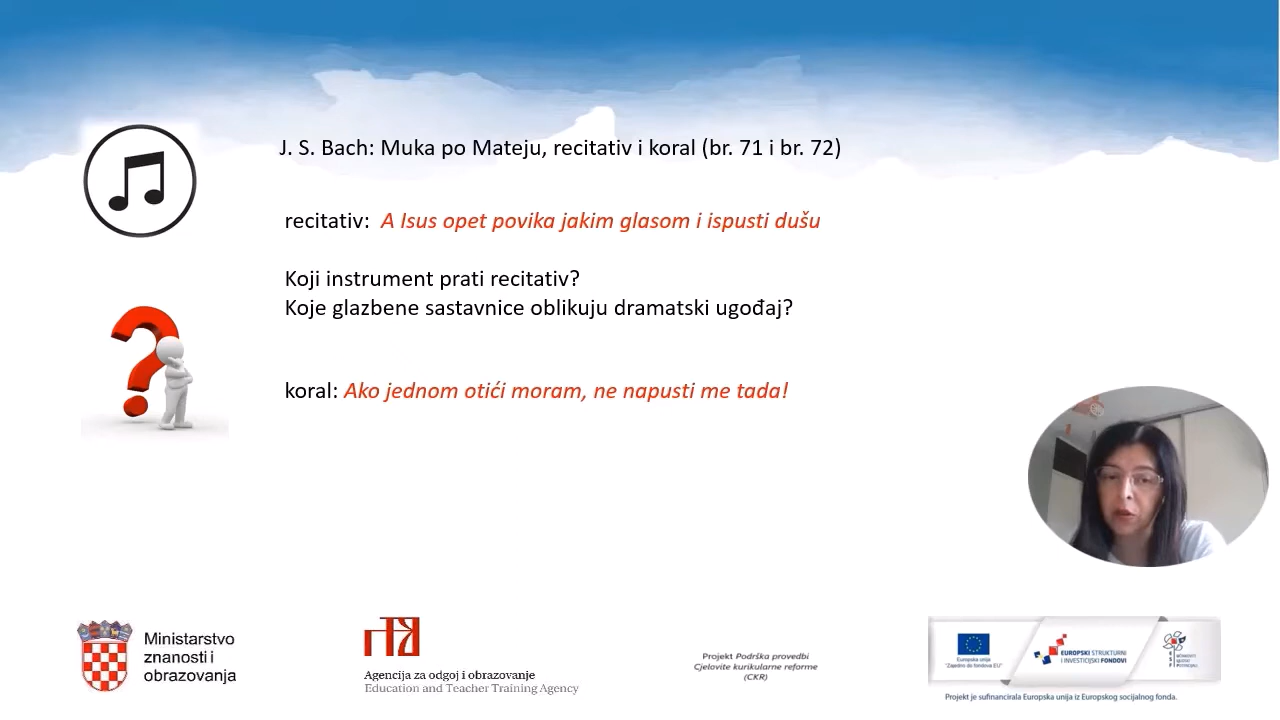 J. S. Bach: Muka po Mateju, recitativ i koral (br. 71 i br. 72)
recitativ: A Isus opet povika jakim glasom i ispusti dušu
Koji instrument prati recitativ?
Koje glazbene sastavnice oblikuju dramatski ugođaj?
koral: Ako jednom otići moram, ne napusti me tada!
Ministarstvo
znanosti i
obrazovanja
Agencija za odgoj i obrazovanje
Education and Teacher Training Agency
Projekt Podrška provedbi
Cjelovite kurikularne reforme
(CKR)
Europska unija
"Zajedno do fondova EU"
EUROPSKI STRUKTURNI
I INVESTICIJSKI FONDOVI
Projekt je sufinancirala Europska unija iz Europskog socijalnog fonda.